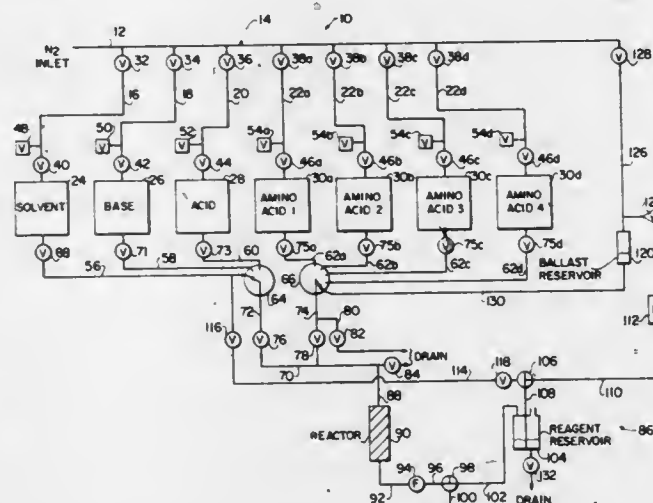 10
14
12
N2
INLET
V 32 V 34 V 36 V 38a V 38b V 38c V 38d V 128
16 18 20 22a 22b 22c 22d
48 50 52 54a 54b 54c 54d
V V V V V V V
126
V 40 V 42 V 44 V 46a V 46b V 46c V 46d
24 26 28 30a 30b 30c 30d
SOLVENT BASE ACID AMINO ACID 1 AMINO ACID 2 AMINO ACID 3 AMINO ACID 4
12
V 88 V 71 V 73 V 75a V 75b V 75c V 75d
60 62a 62b 62c 62d
BALLAST RESERVOIR 120
56 58 66
64
130
72 74 80
112
116 V V 76 78 V V 82
DRAIN
V 84
70
118 106
114 V
110
88
108
REACTOR 90
REAGENT RESERVOIR
86
104
94 96 98
F
V 132
92 100 102
DRAIN